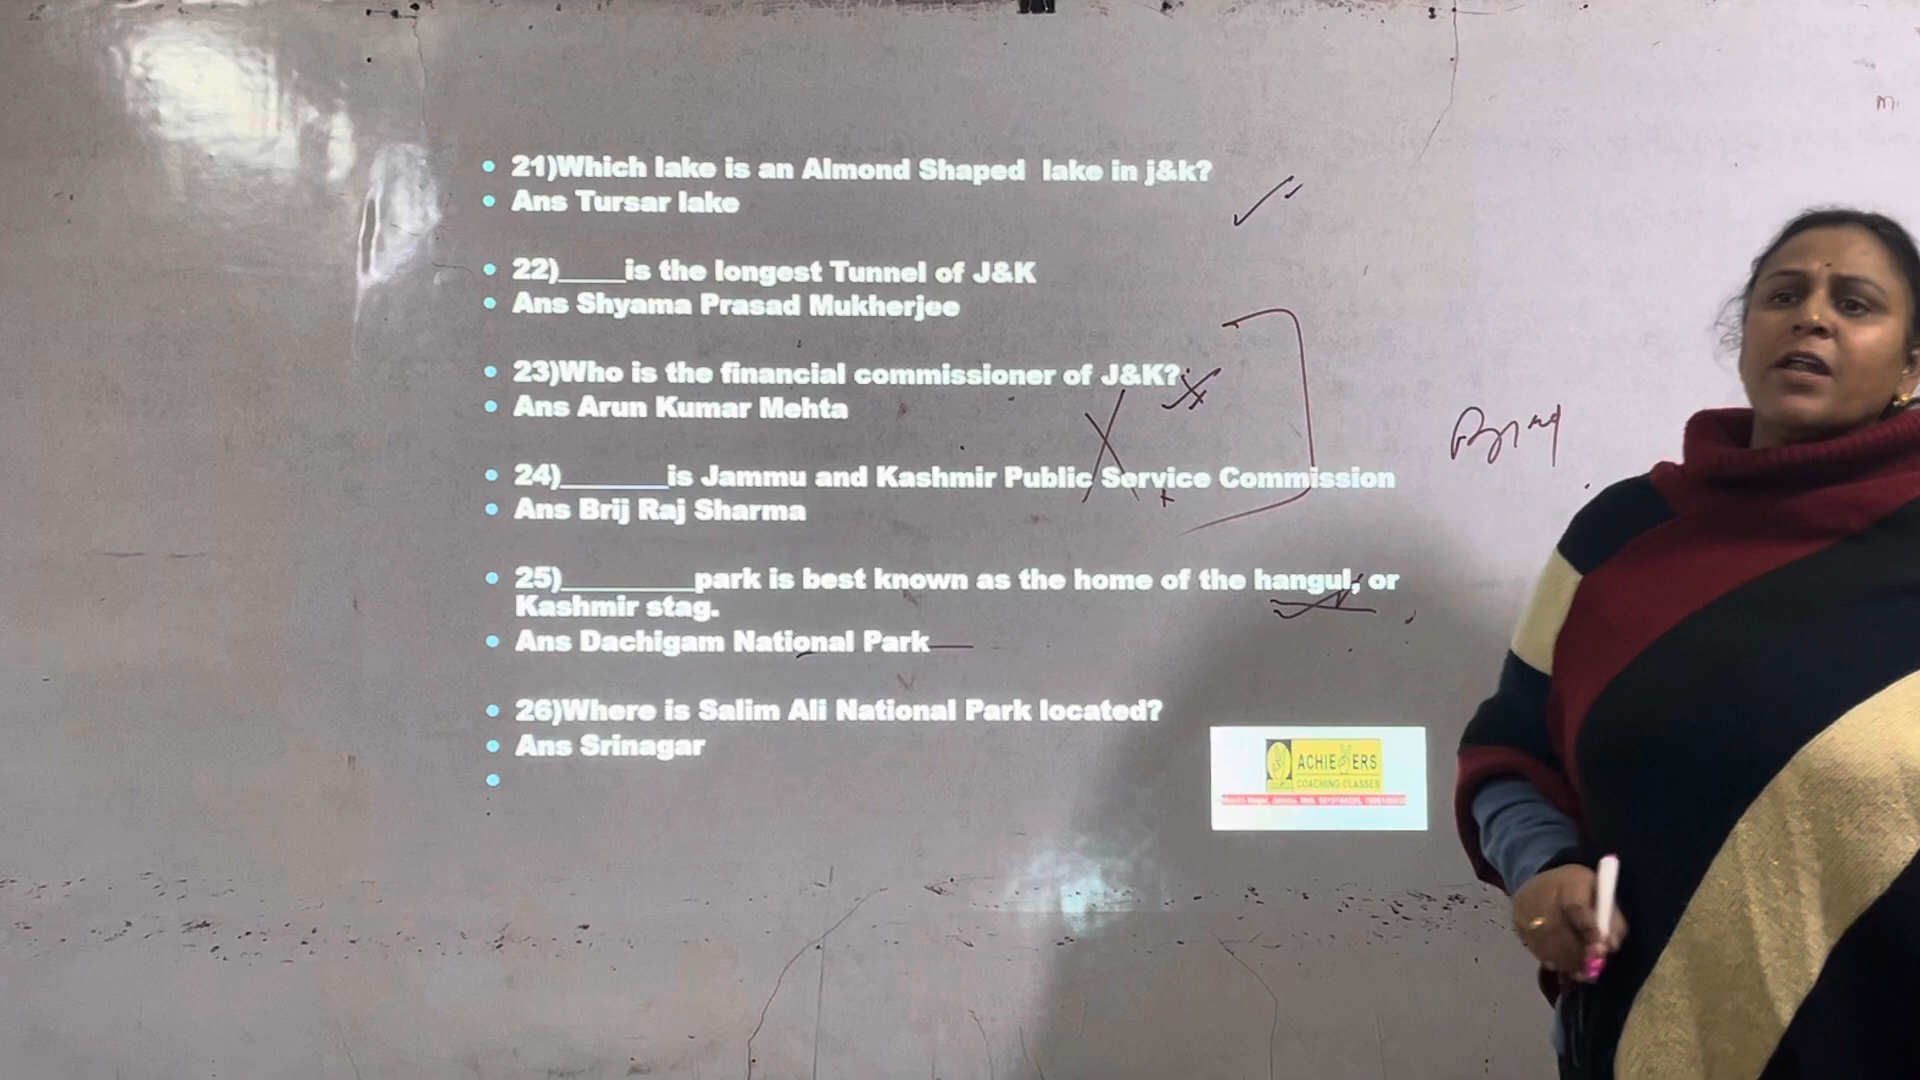 21)Which lake is an Almond Shaped lake in j&k?
Ans Tursar lake
22)____is the longest Tunnel of J&K
Ans Shyama Prasad Mukherjee
23)Who is the financial commissioner of J&K?
Ans Arun Kumar Mehta
24)______is Jammu and Kashmir Public Service Commission
Ans Brij Raj Sharma
25)________park is best known as the home of the hangul, or
Kashmir stag.
Ans Dachigam National Park
26)Where is Salim Ali National Park located?
Ans Srinagar
ACHIEVERS
COACHING CLASSES